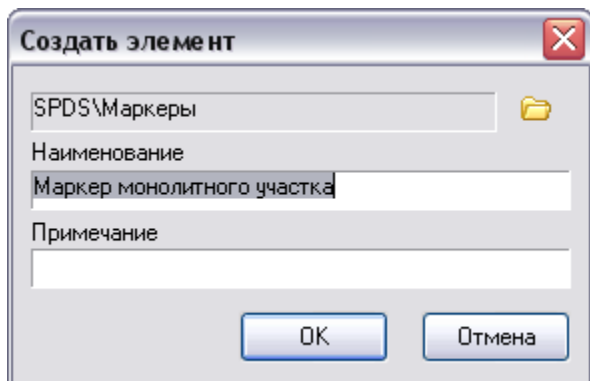 Создать элемент
SPDS\Маркеры
Наименование
Маркер монолитного участка
Примечание
OK Отмена